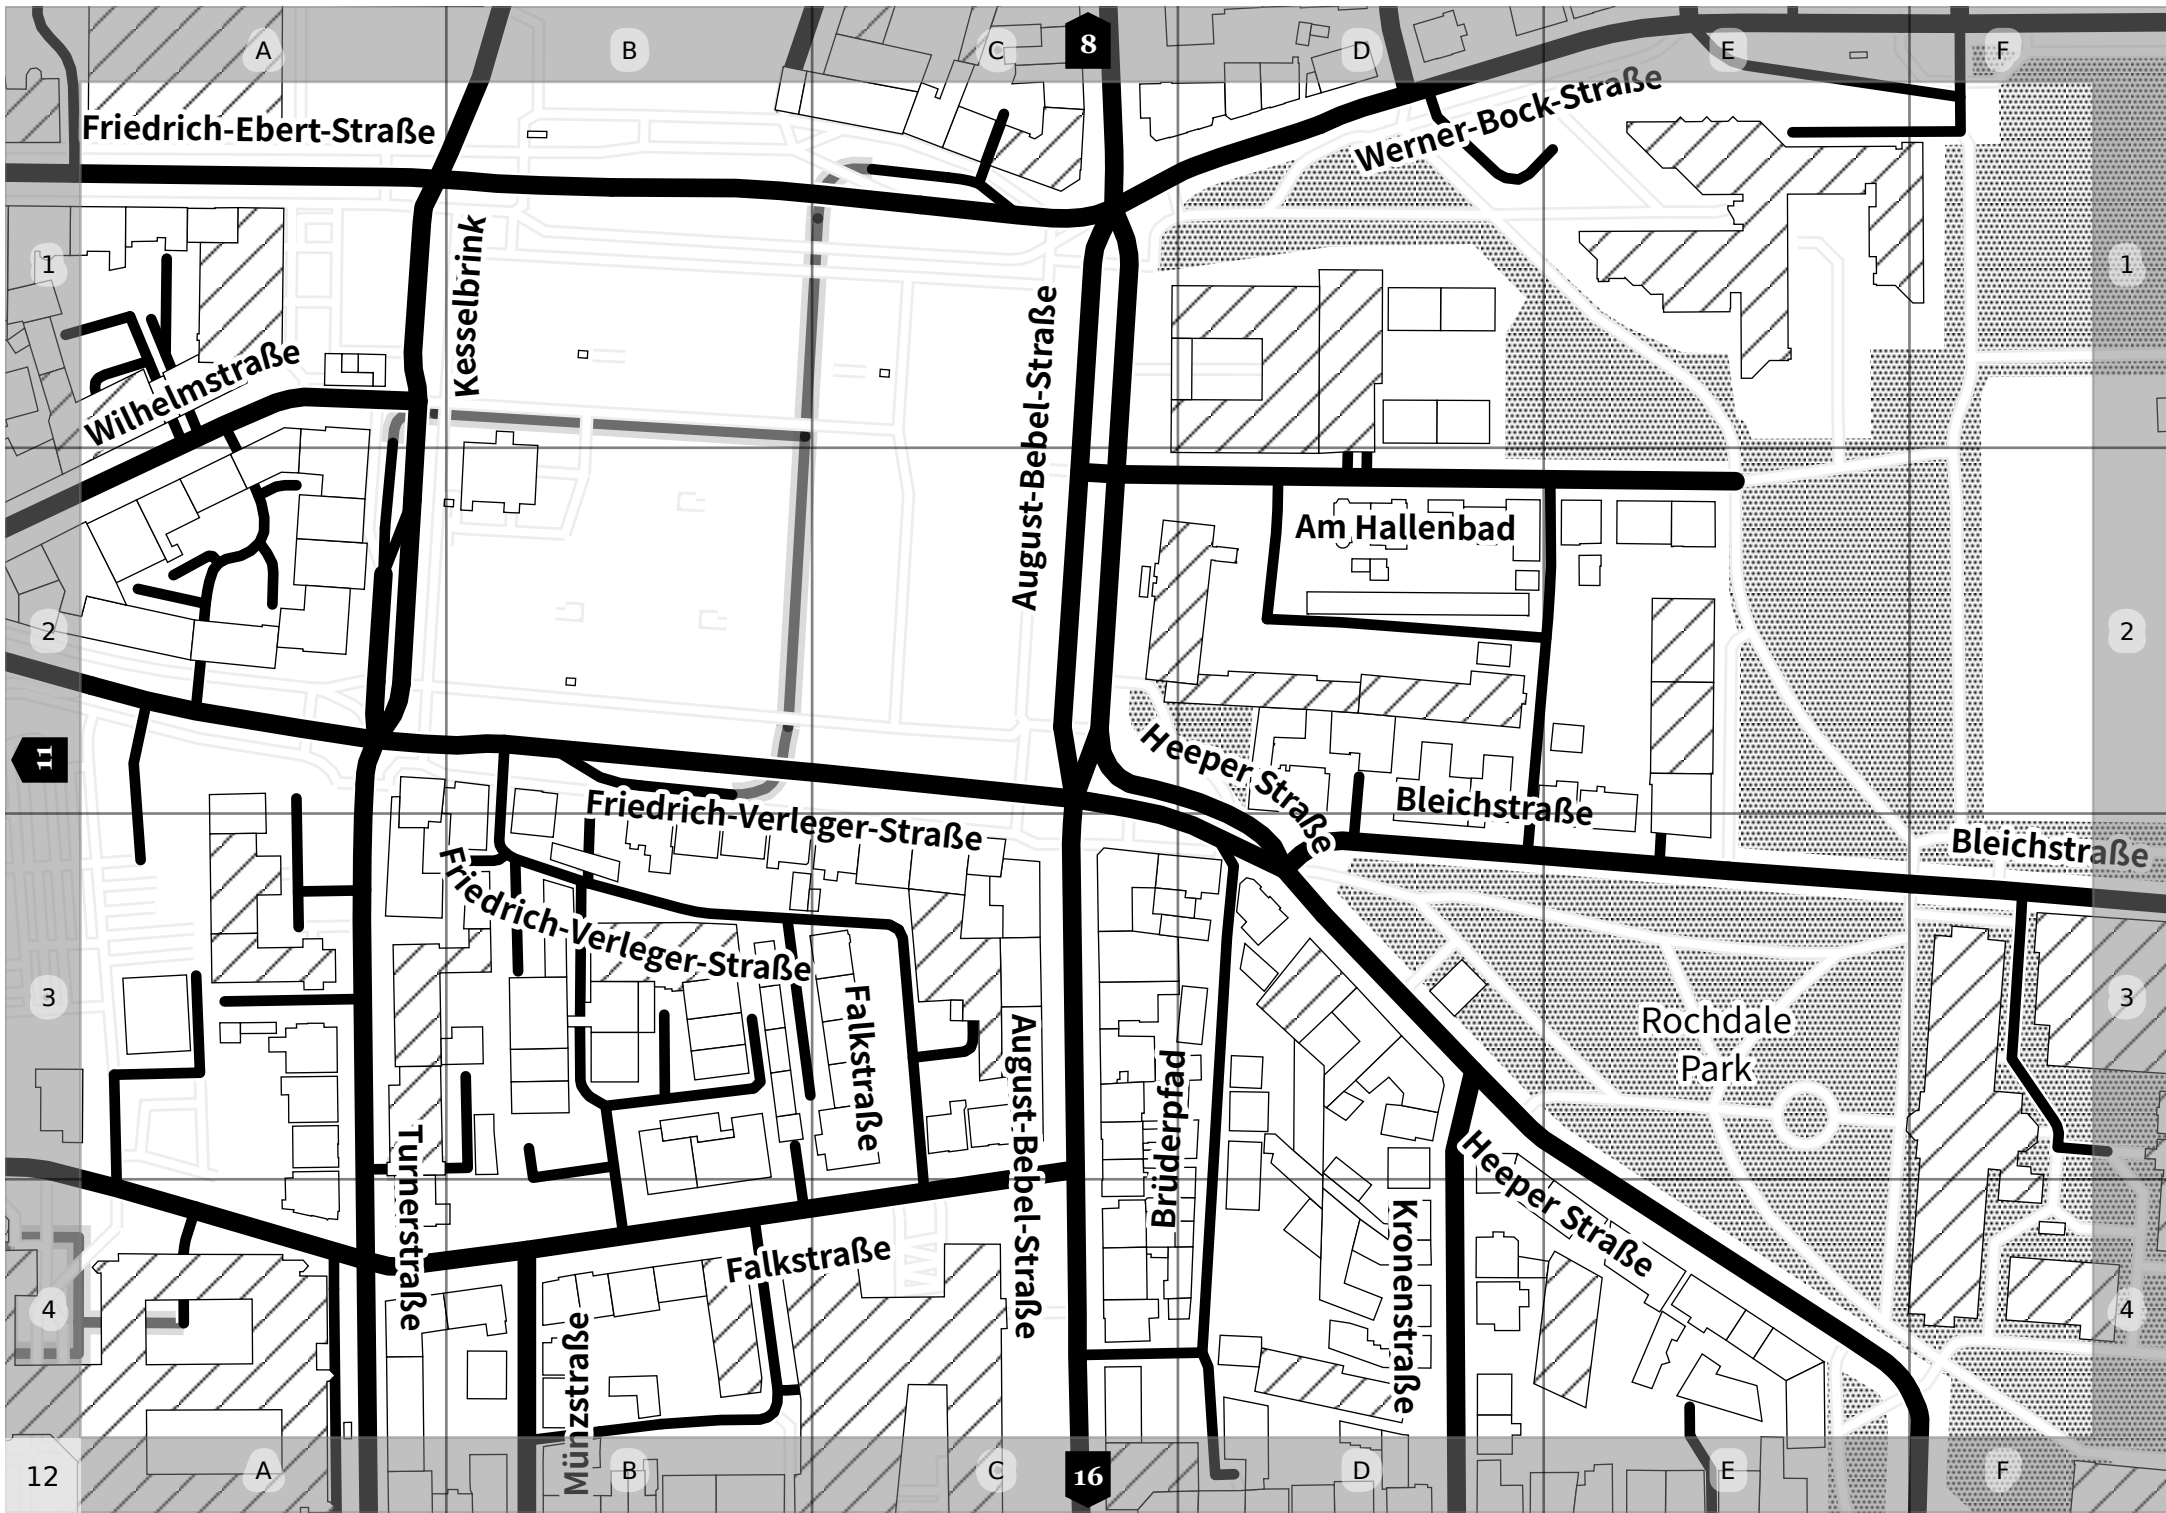 A
B
C
8
D
E
F
Friedrich-Ebert-Straße
Werner-Bock-Straße
1
Kesselbrink
August-Bebel-Straße
1
Wilhelmstraße
Am Hallenbad
2
2
11
Heeper Straße
Friedrich-Verleger-Straße
Bleichstraße
Bleichstraße
Friedrich-Verleger-Straße
3
Falkstraße
August-Bebel-Straße
Brüderpfad
Rochdale
Park
3
Turnerstraße
Kronenstraße
Heeper Straße
Falkstraße
4
Münzstraße
4
12
A
B
C
16
D
E
F